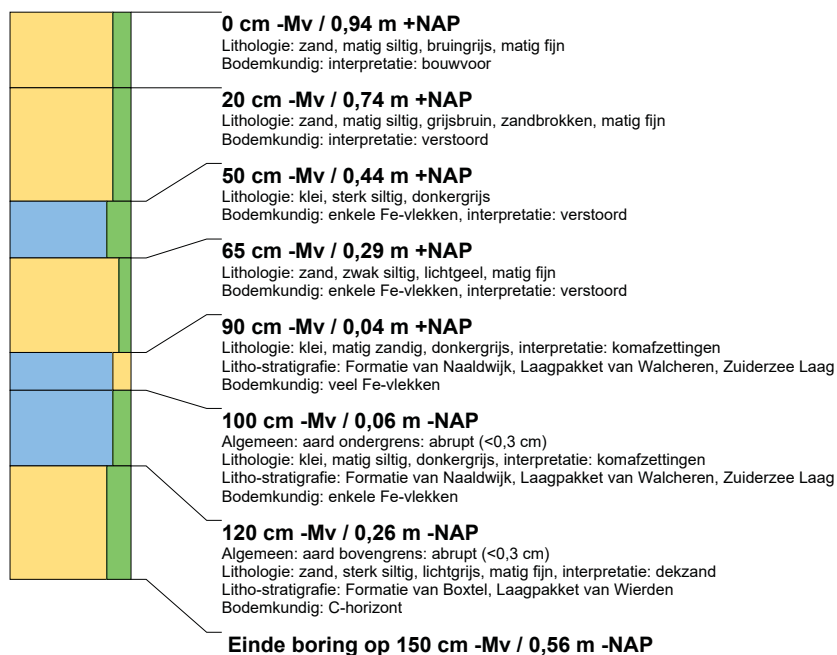 0 cm -Mv / 0,94 m +NAP
Lithologie: zand, matig siltig, bruingrijs, matig fijn
Bodemkundig: interpretatie: bouwvoor
20 cm -Mv / 0,74 m +NAP
Lithologie: zand, matig siltig, grijsbruin, zandbrokken, matig fijn
Bodemkundig: interpretatie: verstoord
50 cm -Mv / 0,44 m +NAP
Lithologie: klei, sterk siltig, donkergrijs
Bodemkundig: enkele Fe-vlekken, interpretatie: verstoord
65 cm -Mv / 0,29 m +NAP
Lithologie: zand, zwak siltig, lichtgeel, matig fijn
Bodemkundig: enkele Fe-vlekken, interpretatie: verstoord
90 cm -Mv / 0,04 m +NAP
Lithologie: klei, matig zandig, donkergrijs, interpretatie: komafzettingen
Litho-stratigrafie: Formatie van Naaldwijk, Laagpakket van Walcheren, Zuiderzee Laag
Bodemkundig: veel Fe-vlekken
100 cm -Mv / 0,06 m -NAP
Algemeen: aard ondergrens: abrupt (<0,3 cm)
Lithologie: klei, matig siltig, donkergrijs, interpretatie: komafzettingen
Litho-stratigrafie: Formatie van Naaldwijk, Laagpakket van Walcheren, Zuiderzee Laag
Bodemkundig: enkele Fe-vlekken
120 cm -Mv / 0,26 m -NAP
Algemeen: aard bovengrens: abrupt (<0,3 cm)
Lithologie: zand, sterk siltig, lichtgrijs, matig fijn, interpretatie: dekzand
Litho-stratigrafie: Formatie van Boxtel, Laagpakket van Wierden
Bodemkundig: C-horizont
Einde boring op 150 cm -Mv / 0,56 m -NAP